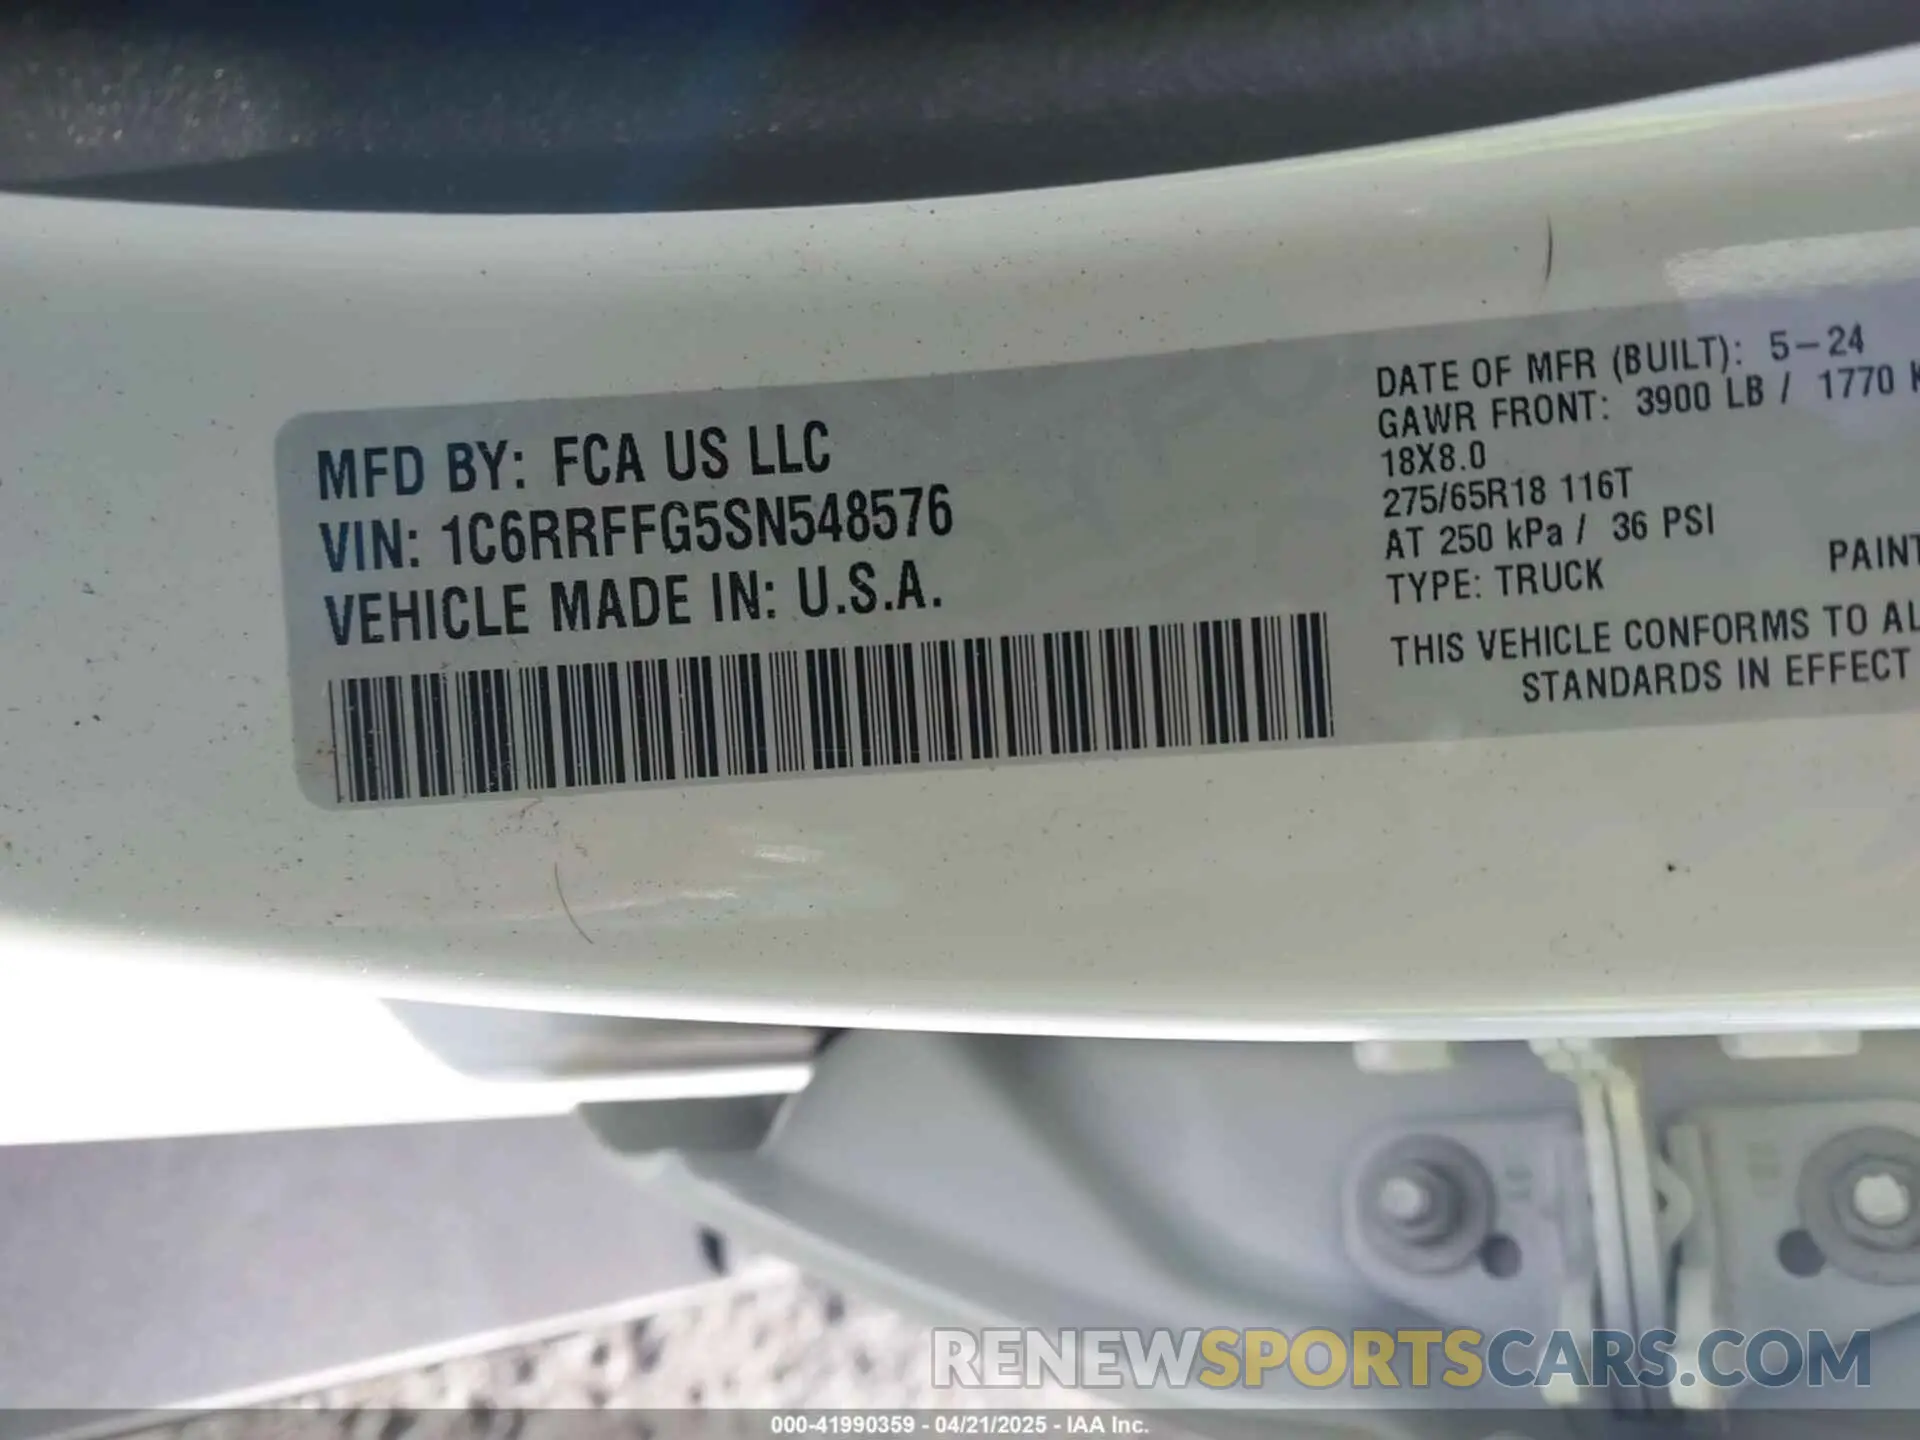 MFD BY: FCA US LLC
VIN: 1C6RRFFG5SN548576
VEHICLE MADE IN: U.S.A.
DATE OF MFR (BUILT): 5-24
GAWR FRONT: 3900 LB / 1770 K
18X8.0
275/65R18 116T
AT 250 kPa / 36 PSI
TYPE: TRUCK
PAINT
THIS VEHICLE CONFORMS TO AL
STANDARDS IN EFFECT
RENEWSPORTSCARS.COM
000-41990359 - 04/21/2025 - IAA Inc.